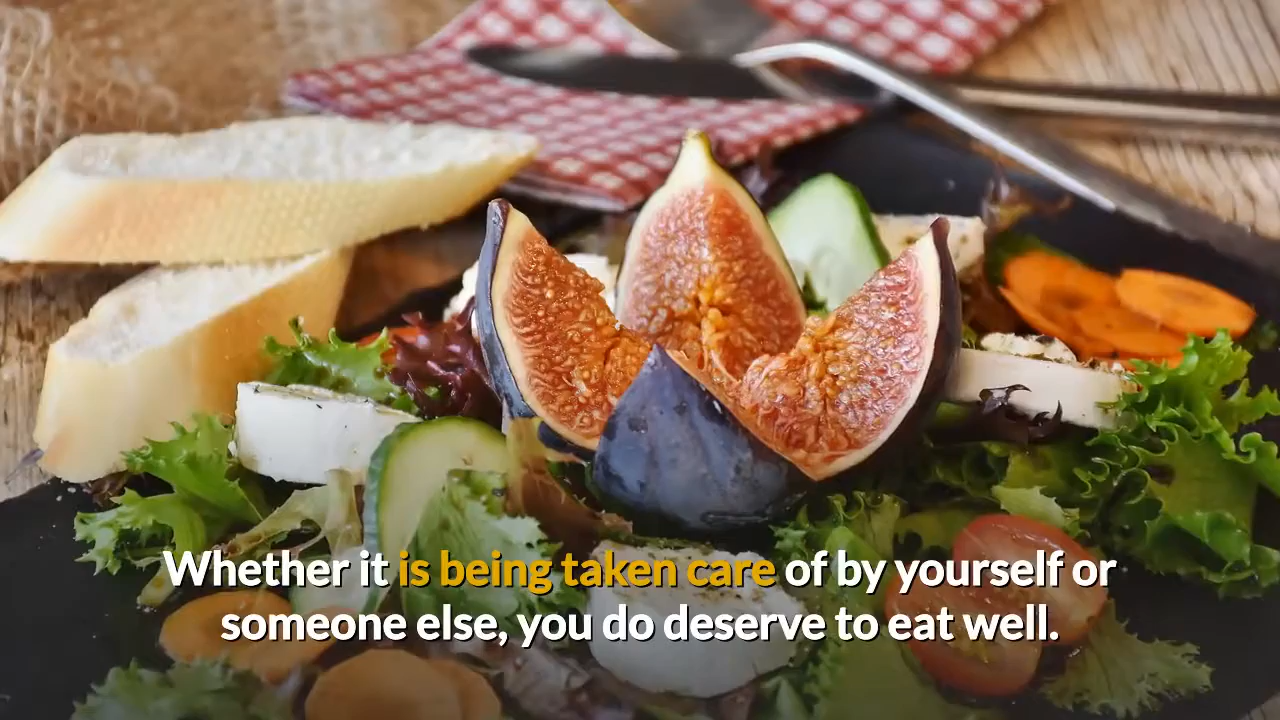 Whether it is being taken care of by yourself or
someone else, you do deserve to eat well.